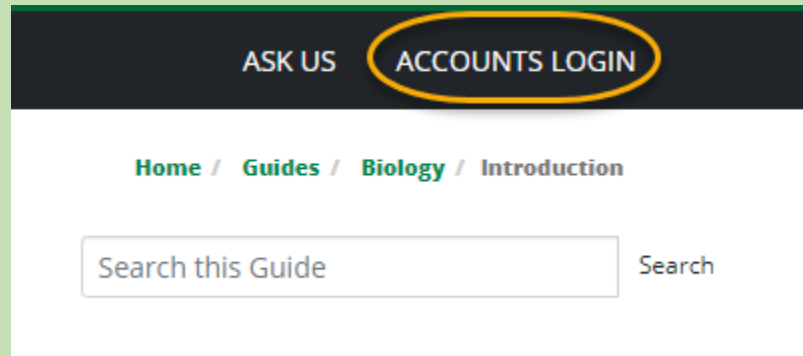 ASK US ACCOUNTS LOGIN
Home / Guides / Biology / Introduction
Search this Guide Search